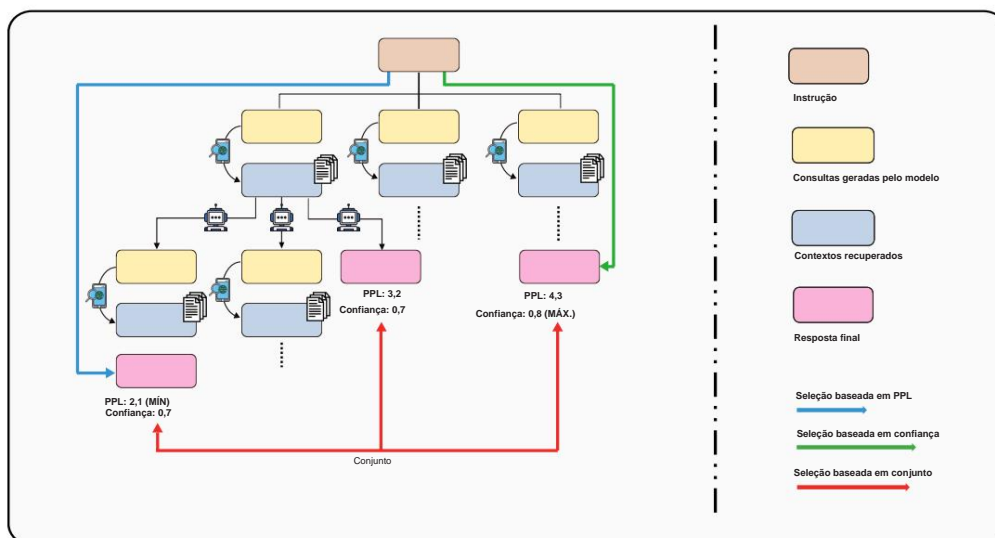 PPL: 3,2
Confiança: 0,7
PPL: 4,3
Confiança: 0,8 (MÁX.)
PPL: 2,1 (MÍN)
Confiança: 0,7
Conjunto
Instrução
Consultas geradas pelo modelo
Contextos recuperados
Resposta final
Seleção baseada em PPL
Seleção baseada em confiança
Seleção baseada em conjunto